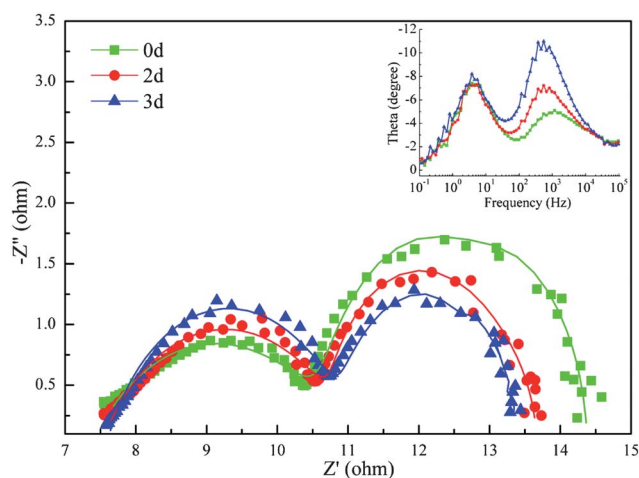 3.5
3.0
2.5
2.0
1.5
1.0
0.5
-Z" (ohm)
0d
2d
3d
-12
-10
-8
-6
-4
-2
0
Theta (degree)
10⁻¹ 10⁰ 10¹ 10² 10³ 10⁴ 10⁵
Frequency (Hz)
7 8 9 10 11 12 13 14 15
Z' (ohm)